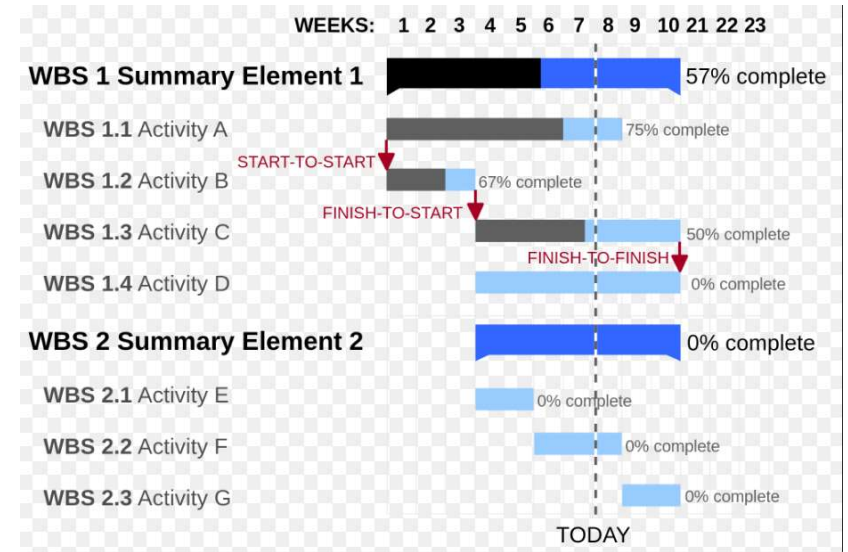 WEEKS: 1 2 3 4 5 6 7 8 9 10 21 22 23
WBS 1 Summary Element 1 57% complete
WBS 1.1 Activity A 75% complete
START-TO-START
WBS 1.2 Activity B 67% complete
FINISH-TO-START
WBS 1.3 Activity C 50% complete
FINISH-TO-FINISH
WBS 1.4 Activity D 0% complete
WBS 2 Summary Element 2 0% complete
WBS 2.1 Activity E 0% complete
WBS 2.2 Activity F 0% complete
WBS 2.3 Activity G 0% complete
TODAY